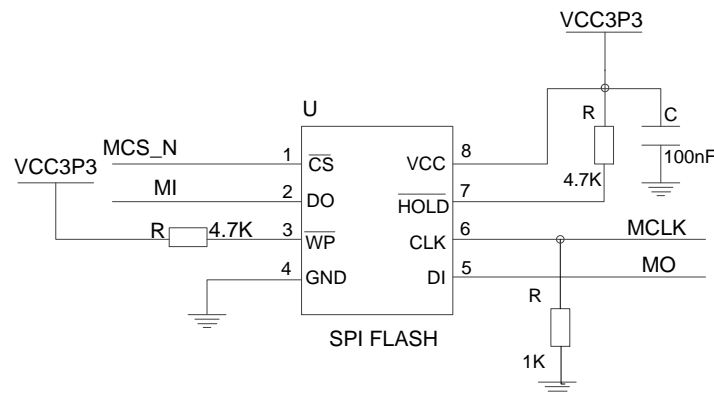 VCC3P3
U
R
C
MCS_N
1
CS
VCC
8
100nF
VCC3P3
MI
2
DO
HOLD
7
4.7K
R
4.7K
3
WP
CLK
6
MCLK
4
GND
DI
5
MO
R
SPI FLASH
1K